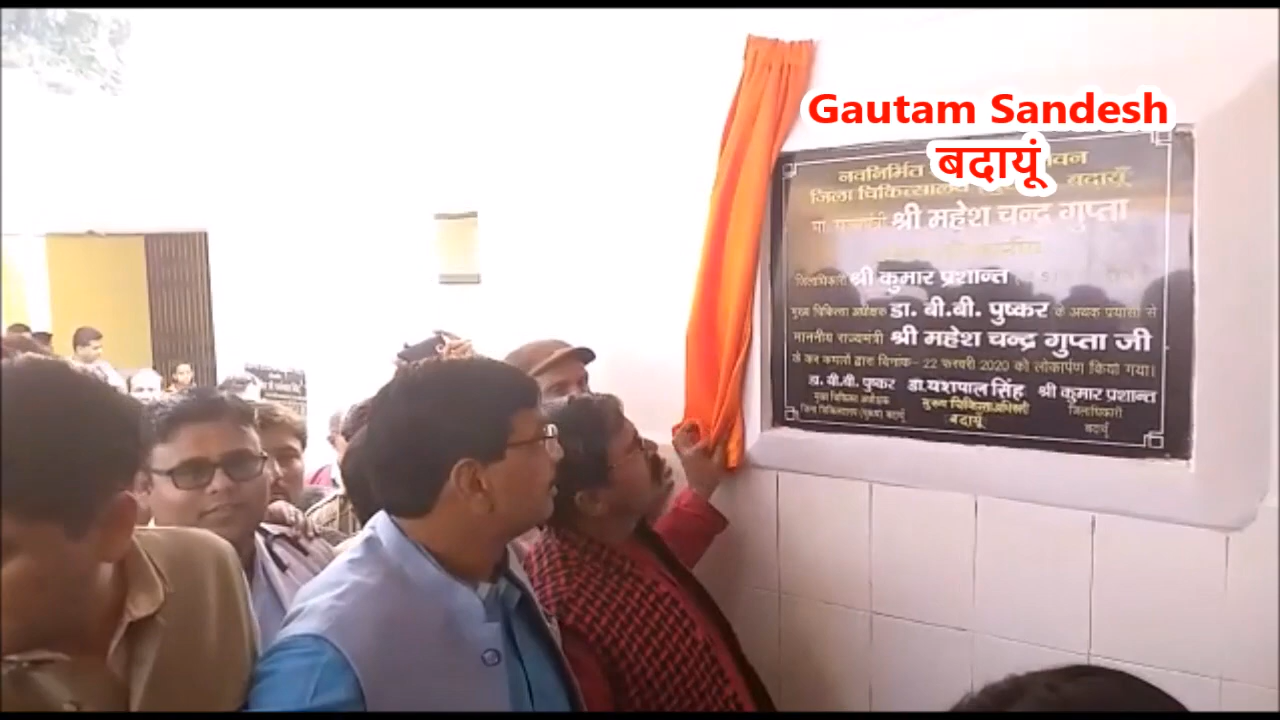 Gautam Sandesh
बदायूं
नवनिर्मित
जिला चिकित्सालय बदायूँ
श्री महेश चन्द्र गुप्ता
जिलाधिकारी श्री कुमार प्रशान्त
मुख्य चिकित्सा अधीक्षक डा. बी.बी. पुष्कर के अथक प्रयासों से
माननीय राज्यमंत्री श्री महेश चन्द्र गुप्ता जी
के कर कमलों द्वारा दिनांक- 22 फरवरी 2020 को लोकार्पण किया गया।
डा. बी.बी. पुष्कर डा. यशपाल सिंह श्री कुमार प्रशान्त
मुख्य चिकित्सा अधीक्षक मुख्य चिकित्सा अधिकारी जिलाधिकारी
जिला चिकित्सालय (पुरूष) बदायूँ बदायूँ बदायूँ